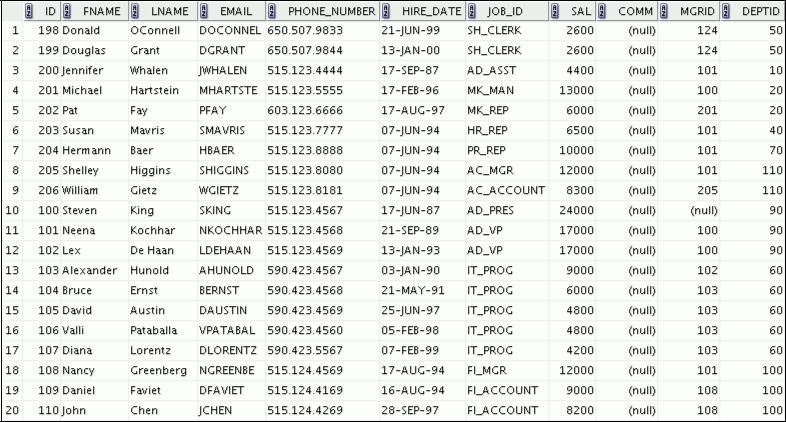 ID FNAME LNAME EMAIL PHONE_NUMBER HIRE_DATE JOB_ID SAL COMM MGRID DEPTID
1 198 Donald OConnell DOCONNEL 650.507.9833 21-JUN-99 SH_CLERK 2600 (null) 124 50
2 199 Douglas Grant DGRANT 650.507.9844 13-JAN-00 SH_CLERK 2600 (null) 124 50
3 200 Jennifer Whalen JWHALEN 515.123.4444 17-SEP-87 AD_ASST 4400 (null) 101 10
4 201 Michael Hartstein MHARTSTE 515.123.5555 17-FEB-96 MK_MAN 13000 (null) 100 20
5 202 Pat Fay PFAY 603.123.6666 17-AUG-97 MK_REP 6000 (null) 201 20
6 203 Susan Mavris SMAVRIS 515.123.7777 07-JUN-94 HR_REP 6500 (null) 101 40
7 204 Hermann Baer HBAER 515.123.8888 07-JUN-94 PR_REP 10000 (null) 101 70
8 205 Shelley Higgins SHIGGINS 515.123.8080 07-JUN-94 AC_MGR 12000 (null) 101 110
9 206 William Gietz WGIETZ 515.123.8181 07-JUN-94 AC_ACCOUNT 8300 (null) 205 110
10 100 Steven King SKING 515.123.4567 17-JUN-87 AD_PRES 24000 (null) (null) 90
11 101 Neena Kochhar NKOCHHAR 515.123.4568 21-SEP-89 AD_VP 17000 (null) 100 90
12 102 Lex De Haan LDEHAAN 515.123.4569 13-JAN-93 AD_VP 17000 (null) 100 90
13 103 Alexander Hunold AHUNOLD 590.423.4567 03-JAN-90 IT_PROG 9000 (null) 102 60
14 104 Bruce Ernst BERNST 590.423.4568 21-MAY-91 IT_PROG 6000 (null) 103 60
15 105 David Austin DAUSTIN 590.423.4569 25-JUN-97 IT_PROG 4800 (null) 103 60
16 106 Valli Pataballa VPATABAL 590.423.4560 05-FEB-98 IT_PROG 4800 (null) 103 60
17 107 Diana Lorentz DLORENTZ 590.423.5567 07-FEB-99 IT_PROG 4200 (null) 103 60
18 108 Nancy Greenberg NGREENBE 515.124.4569 17-AUG-94 FI_MGR 12000 (null) 101 100
19 109 Daniel Faviet DFAVIET 515.124.4169 16-AUG-94 FI_ACCOUNT 9000 (null) 108 100
20 110 John Chen JCHEN 515.124.4269 28-SEP-97 FI_ACCOUNT 8200 (null) 108 100